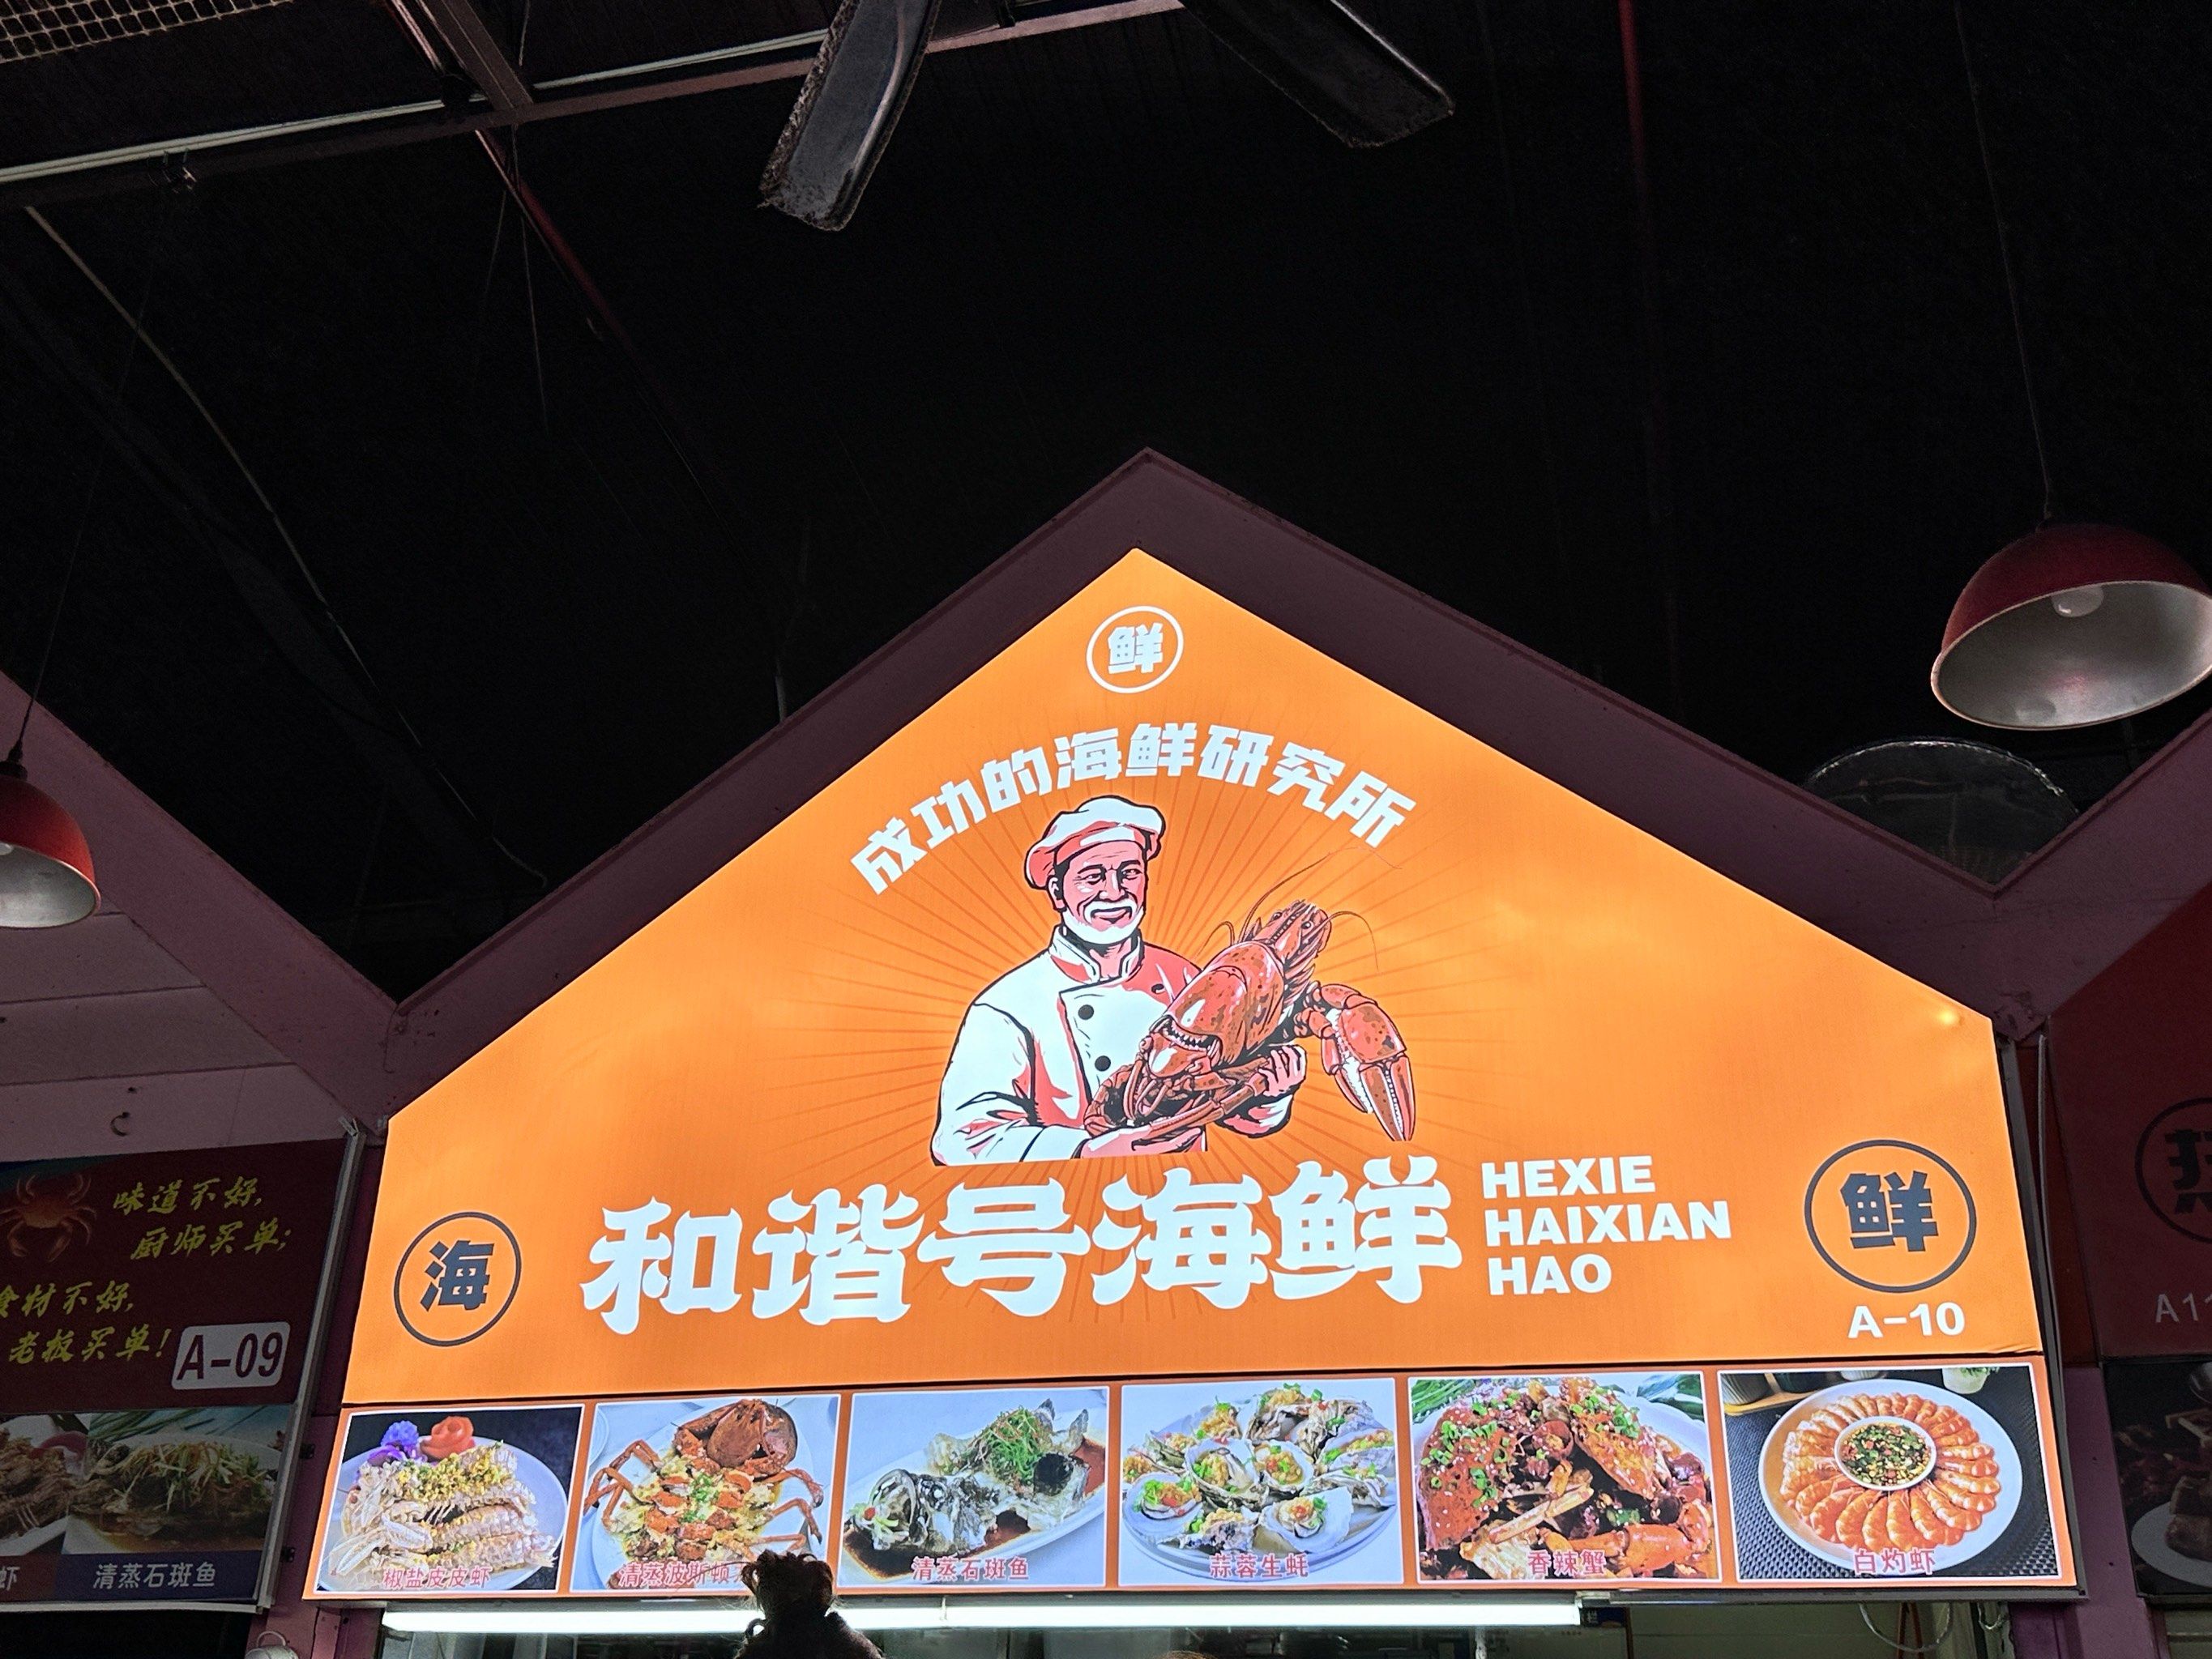 鲜
成功的海鲜研究所
和谐号海鲜
HEXIE
HAIXIAN
HAO
海
鲜
A-10
椒盐皮皮虾
清蒸波斯顿
清蒸石斑鱼
蒜蓉生蚝
香辣蟹
白灼虾
味道不好,
厨师买单;
食材不好,
老板买单!
A-09
虾
清蒸石斑鱼
A11